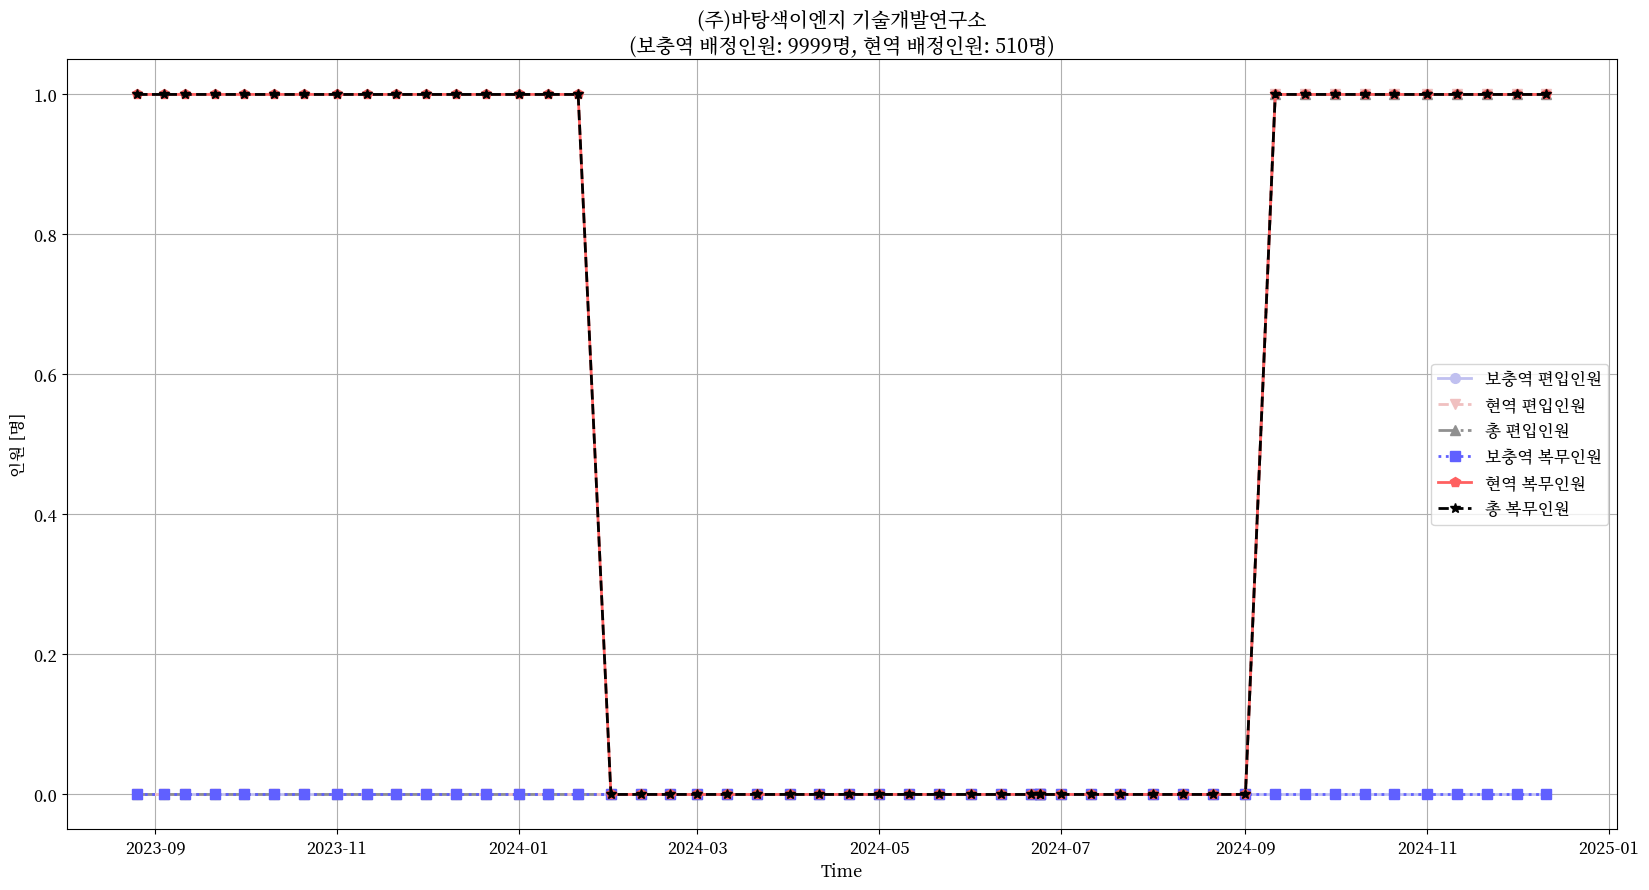 (주)바탕색이엔지 기술개발연구소
(보충역 배정인원: 9999명, 현역 배정인원: 510명)
1.0
0.8
0.6
0.4
0.2
0.0
인원 [명]
보충역 편입인원
현역 편입인원
총 편입인원
보충역 복무인원
현역 복무인원
총 복무인원
2023-09
2023-11
2024-01
2024-03
2024-05
2024-07
2024-09
2024-11
2025-01
Time